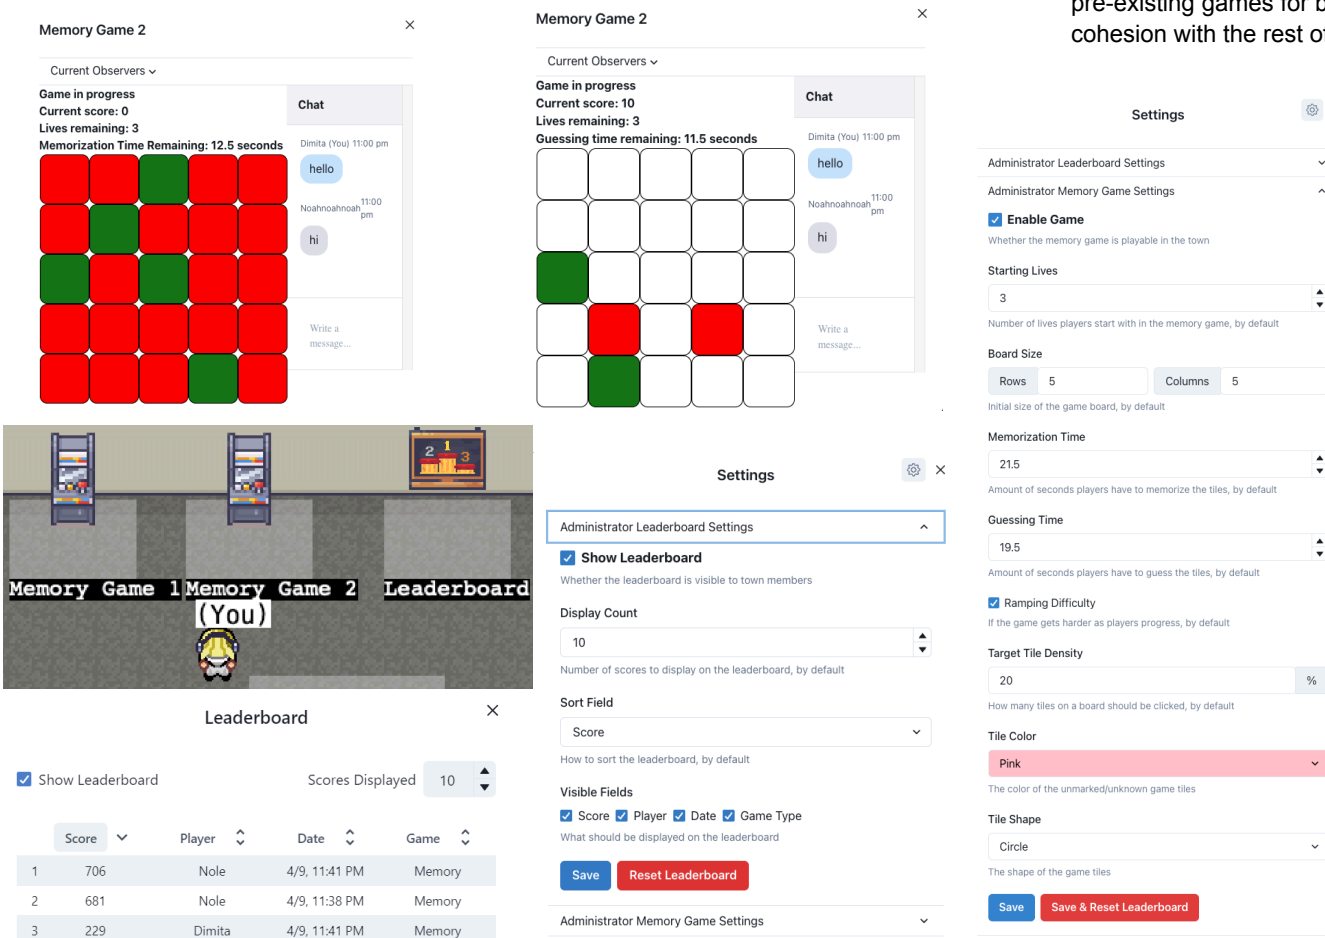 pre-existing games for b
cohesion with the rest of
Memory Game 2
Current Observers
Game in progress
Current score: 0
Lives remaining: 3
Memorization Time Remaining: 12.5 seconds
Chat
Dimita (You) 11:00 pm
hello
Noahnoahnoah 11:00 pm
hi
Write a
message...
Memory Game 2
Current Observers
Game in progress
Current score: 10
Lives remaining: 3
Guessing time remaining: 11.5 seconds
Chat
Dimita (You) 11:00 pm
hello
Noahnoahnoah 11:00 pm
hi
Write a
message...
Memory Game 1
Memory Game 2
Leaderboard
(You)
2 1 3
Leaderboard
Show Leaderboard
Scores Displayed 10
Score Player Date Game
1 706 Nole 4/9, 11:41 PM Memory
2 681 Nole 4/9, 11:38 PM Memory
3 229 Dimita 4/9, 11:41 PM Memory
Settings
Administrator Leaderboard Settings
Show Leaderboard
Whether the leaderboard is visible to town members
Display Count
10
Number of scores to display on the leaderboard, by default
Sort Field
Score
How to sort the leaderboard, by default
Visible Fields
Score Player Date Game Type
What should be displayed on the leaderboard
Save Reset Leaderboard
Administrator Memory Game Settings
Settings
Administrator Leaderboard Settings
Administrator Memory Game Settings
Enable Game
Whether the memory game is playable in the town
Starting Lives
3
Number of lives players start with in the memory game, by default
Board Size
Rows 5 Columns 5
Initial size of the game board, by default
Memorization Time
21.5
Amount of seconds players have to memorize the tiles, by default
Guessing Time
19.5
Amount of seconds players have to guess the tiles, by default
Ramping Difficulty
If the game gets harder as players progress, by default
Target Tile Density
20 %
How many tiles on a board should be clicked, by default
Tile Color
Pink
The color of the unmarked/unknown game tiles
Tile Shape
Circle
The shape of the game tiles
Save Save & Reset Leaderboard